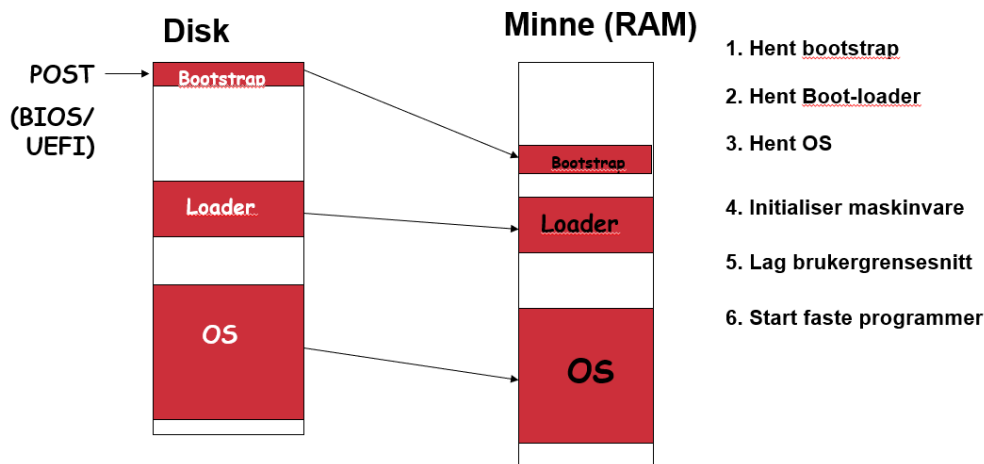 Disk
Minne (RAM)
POST
(BIOS/
UEFI)
Bootstrap
Loader
OS
Bootstrap
Loader
OS
1. Hent bootstrap
2. Hent Boot-loader
3. Hent OS
4. Initialiser maskinvare
5. Lag brukergrensesnitt
6. Start faste programmer